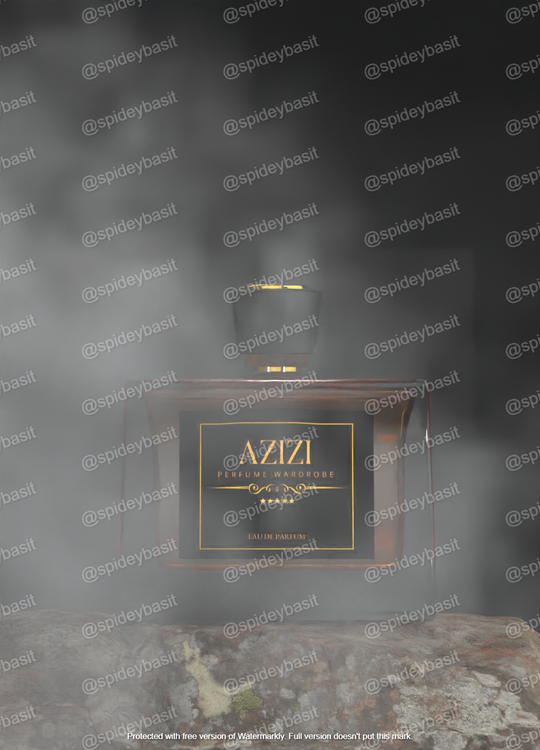 @spideybasit
AZIZI
PERFUME WARDROBE
EAU DE PARFUM
Protected with free version of Watermarkly. Full version doesn't put this mark.